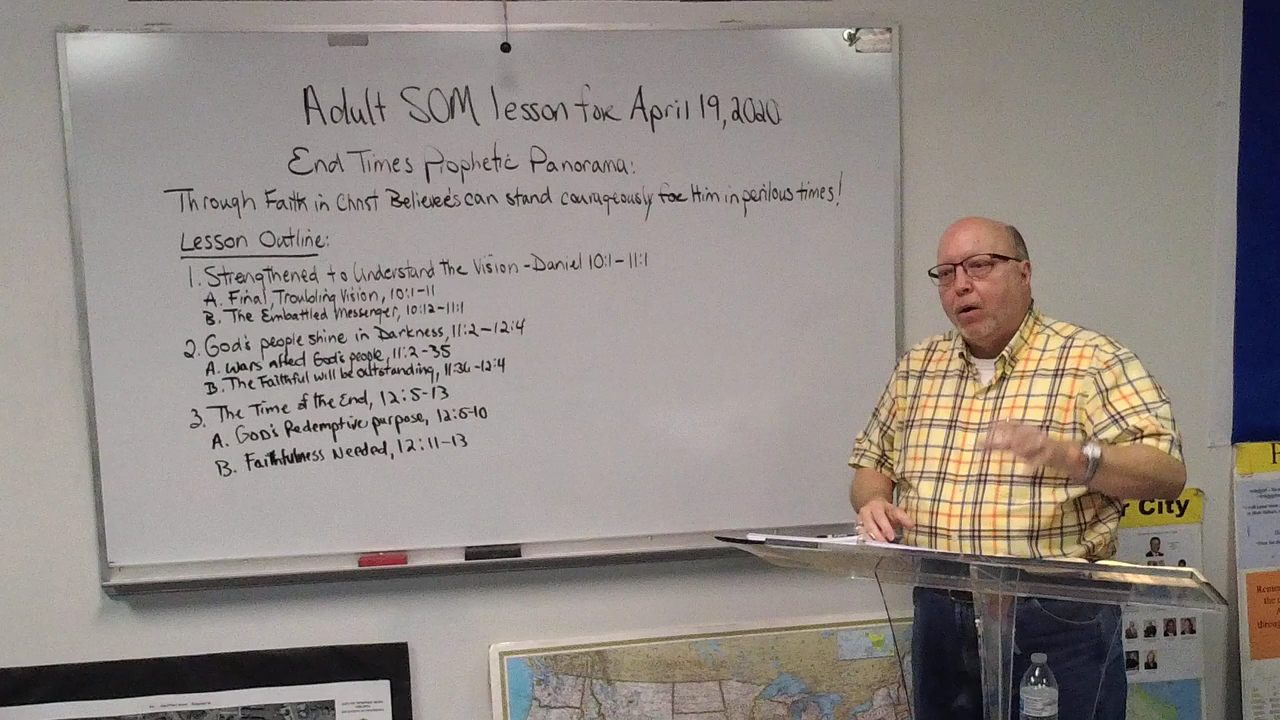 Adult SOM lesson for April 19, 2020
End Times Prophetic Panorama:
Through Faith in Christ Believers can stand courageously for Him in perilous times!
Lesson Outline:
1. Strengthened to Understand the Vision - Daniel 10:1-11:1
A. Final Troubling Vision, 10:1-11
B. The Embattled Messenger, 10:12-11:1
2. God's people shine in Darkness, 11:2-12:4
A. Wars affect God's people, 11:2-35
B. The Faithful will be outstanding, 11:36-12:4
3. The Time of the End, 12:5-13
A. God's Redemptive purpose, 12:5-10
B. Faithfulness Needed, 12:11-13
r City